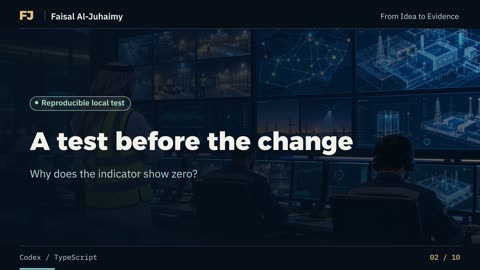 FJ
Faisal Al-Juhaimy
From Idea to Evidence
Reproducible local test
A test before the change
Why does the indicator show zero?
Codex / TypeScript
02 / 10